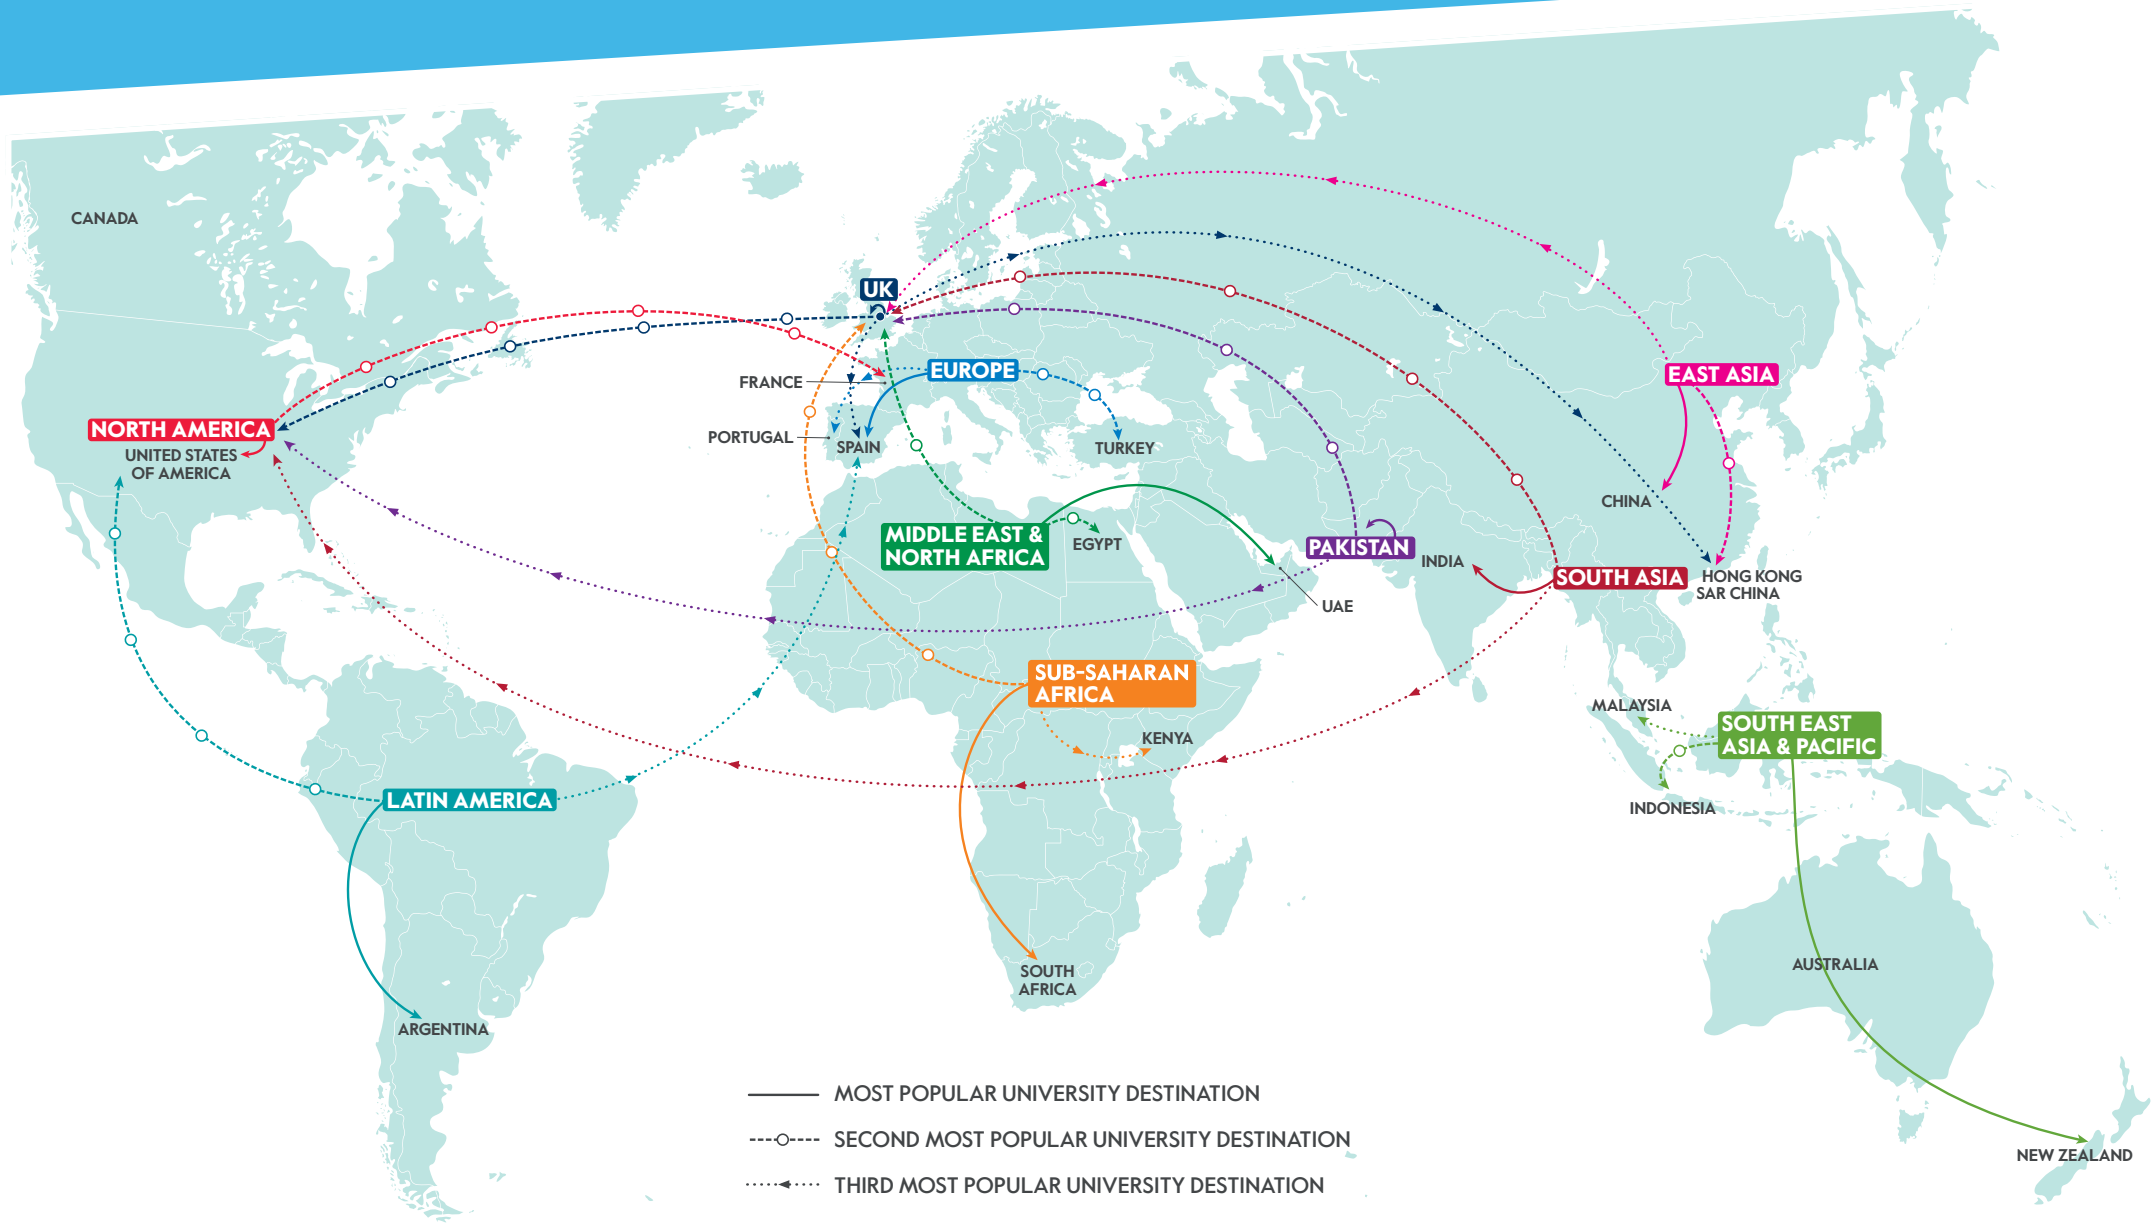 CANADA
UK
EAST ASIA
EUROPE
FRANCE
NORTH AMERICA
PORTUGAL
SPAIN
TURKEY
UNITED STATES
OF AMERICA
CHINA
MIDDLE EAST &
NORTH AFRICA
EGYPT
PAKISTAN
INDIA
SOUTH ASIA
HONG KONG
SAR CHINA
UAE
SUB-SAHARAN
AFRICA
MALAYSIA
SOUTH EAST
ASIA & PACIFIC
KENYA
LATIN AMERICA
INDONESIA
AUSTRALIA
SOUTH
AFRICA
ARGENTINA
MOST POPULAR UNIVERSITY DESTINATION
SECOND MOST POPULAR UNIVERSITY DESTINATION
NEW ZEALAND
THIRD MOST POPULAR UNIVERSITY DESTINATION